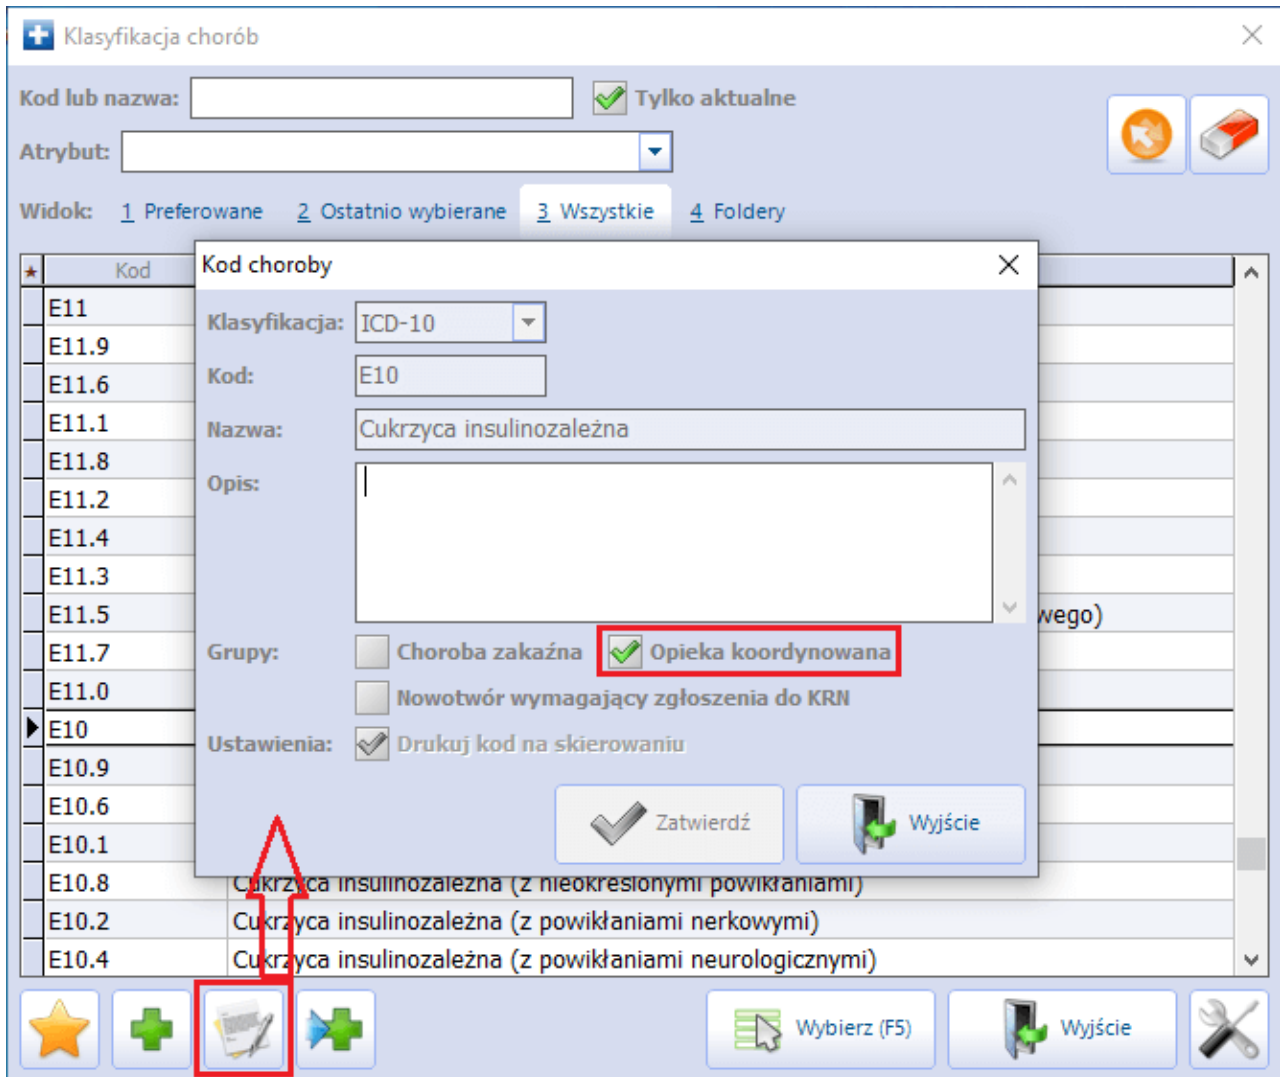 Klasyfikacja chorób
Kod lub nazwa:
Tylko aktualne
Atrybut:
Widok: 1 Preferowane 2 Ostatnio wybierane 3 Wszystkie 4 Foldery
Kod
Kod choroby
E11
Klasyfikacja: ICD-10
E11.9
Kod: E10
E11.6
E11.1
Nazwa: Cukrzyca insulinozależna
E11.8
Opis:
E11.2
E11.4
E11.3
E11.5
wego)
E11.7
Grupy: Choroba zakaźna Opieka koordynowana
E11.0
Nowotwór wymagający zgłoszenia do KRN
E10
Ustawienia: Drukuj kod na skierowaniu
E10.9
E10.6
Zatwierdź Wyjście
E10.1
E10.8 Cukrzyca insulinozależna (z nieokreślonymi powikłaniami)
E10.2 Cukrzyca insulinozależna (z powikłaniami nerkowymi)
E10.4 Cukrzyca insulinozależna (z powikłaniami neurologicznymi)
Wybierz (F5) Wyjście